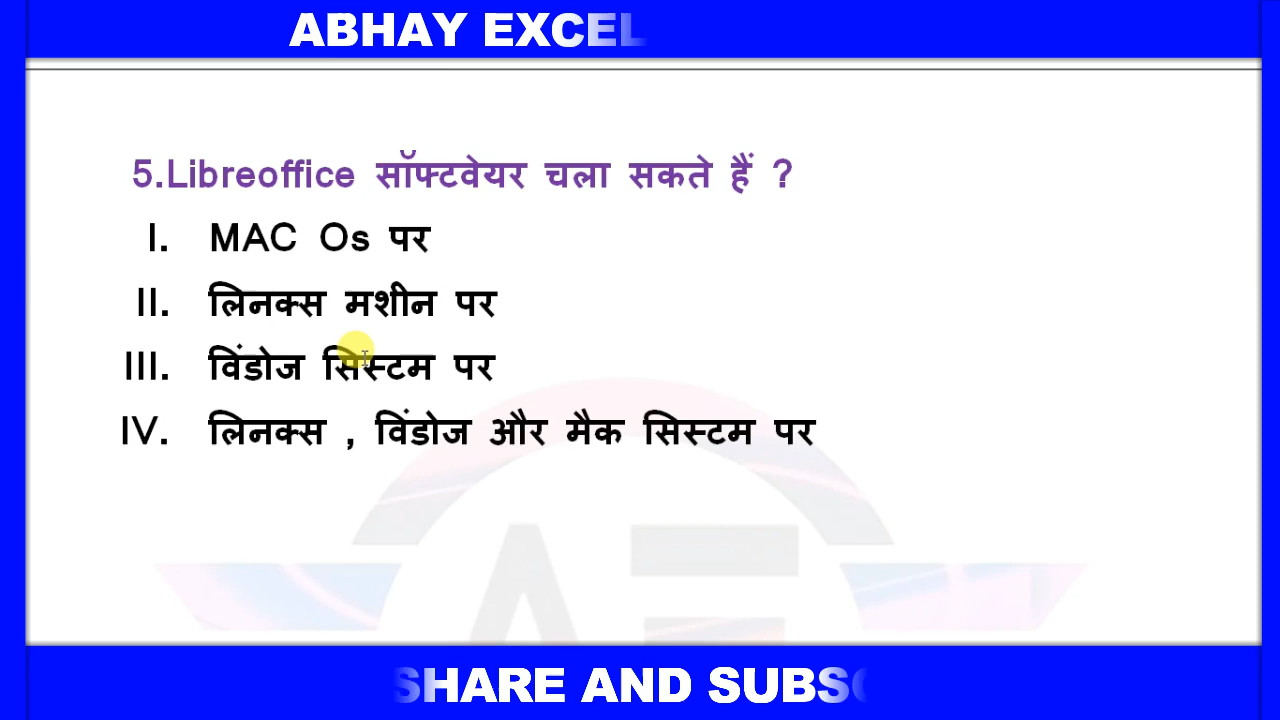 ABHAY EXCEL
5.Libreoffice सॉफ्टवेयर चला सकते हैं ?
I. MAC Os पर
II. लिनक्स मशीन पर
III. विंडोज सिस्टम पर
IV. लिनक्स , विंडोज और मैक सिस्टम पर
SHARE AND SUBSC